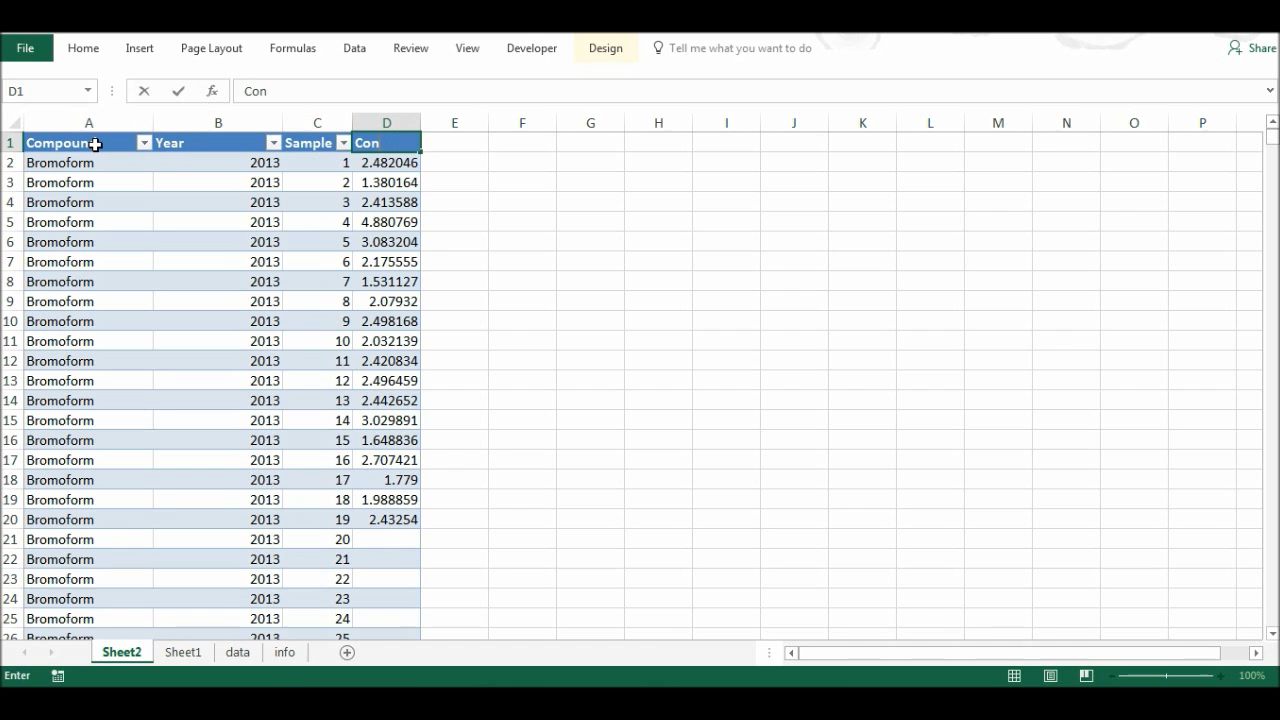 File Home Insert Page Layout Formulas Data Review View Developer Design Tell me what you want to do Share
D1 fx Con
A B C D E F G H I J K L M N O P
1 Compoun Year Sample Con
2 Bromoform 2013 1 2.482046
3 Bromoform 2013 2 1.380164
4 Bromoform 2013 3 2.413588
5 Bromoform 2013 4 4.880769
6 Bromoform 2013 5 3.083204
7 Bromoform 2013 6 2.175555
8 Bromoform 2013 7 1.531127
9 Bromoform 2013 8 2.07932
10 Bromoform 2013 9 2.498168
11 Bromoform 2013 10 2.032139
12 Bromoform 2013 11 2.420834
13 Bromoform 2013 12 2.496459
14 Bromoform 2013 13 2.442652
15 Bromoform 2013 14 3.029891
16 Bromoform 2013 15 1.648836
17 Bromoform 2013 16 2.707421
18 Bromoform 2013 17 1.779
19 Bromoform 2013 18 1.988859
20 Bromoform 2013 19 2.43254
21 Bromoform 2013 20
22 Bromoform 2013 21
23 Bromoform 2013 22
24 Bromoform 2013 23
25 Bromoform 2013 24
26 Bromoform 2013 25
Sheet2 Sheet1 data info
Enter 100%